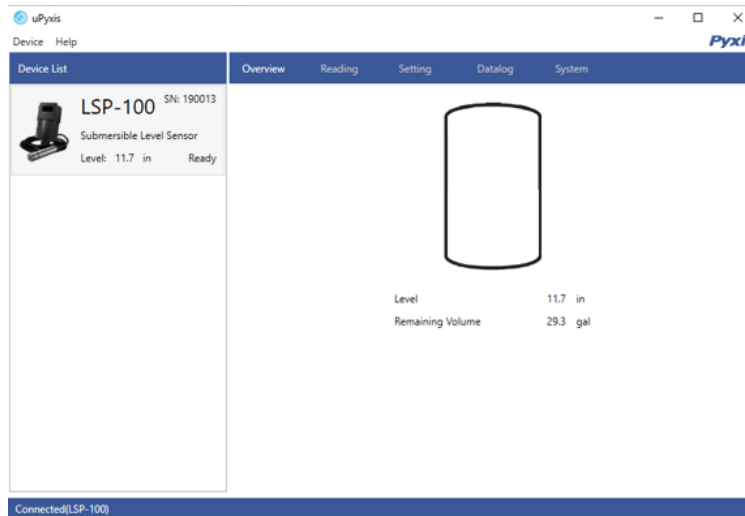 uPyxis
Device Help
Device List
Overview Reading Setting Datalog System
LSP-100 SN: 190013
Submersible Level Sensor
Level: 11.7 in Ready
Level 11.7 in
Remaining Volume 29.3 gal
Connected(LSP-100)